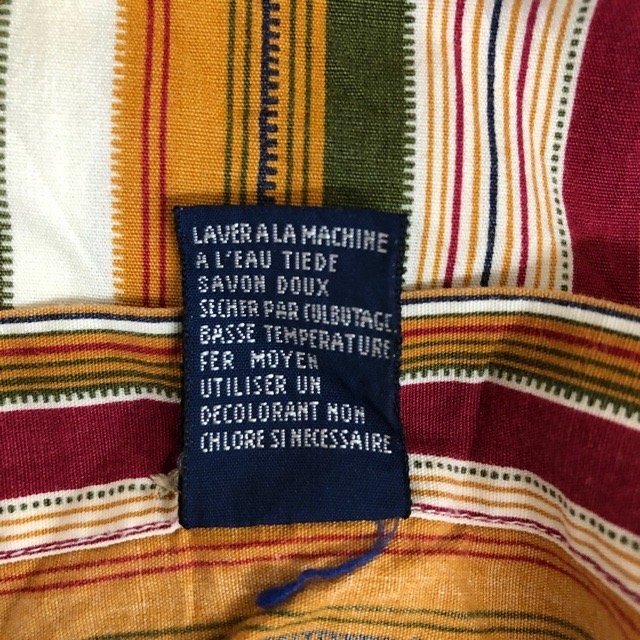 LAVER A LA MACHINE
A L'EAU TIEDE
SAVON DOUX
SECHER PAR CULBUTAGE
BASSE TEMPERATURE
FER MOYEN
UTILISER UN
DECOLORANT NON
CHLORE SI NECESSAIRE